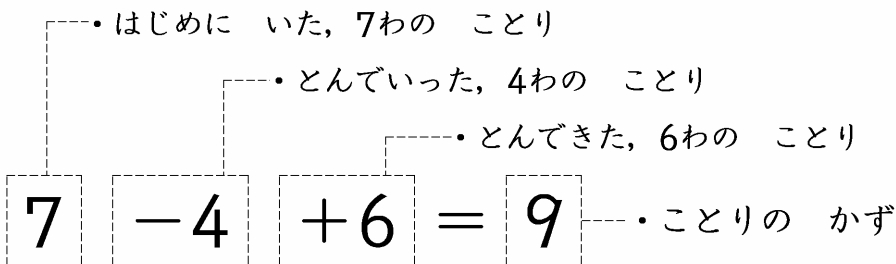 ・はじめに　いた，7わの　ことり
・とんでいった，4わの　ことり
・とんできた，6わの　ことり
7 －4 ＋6 ＝ 9 ・ことりの　かず